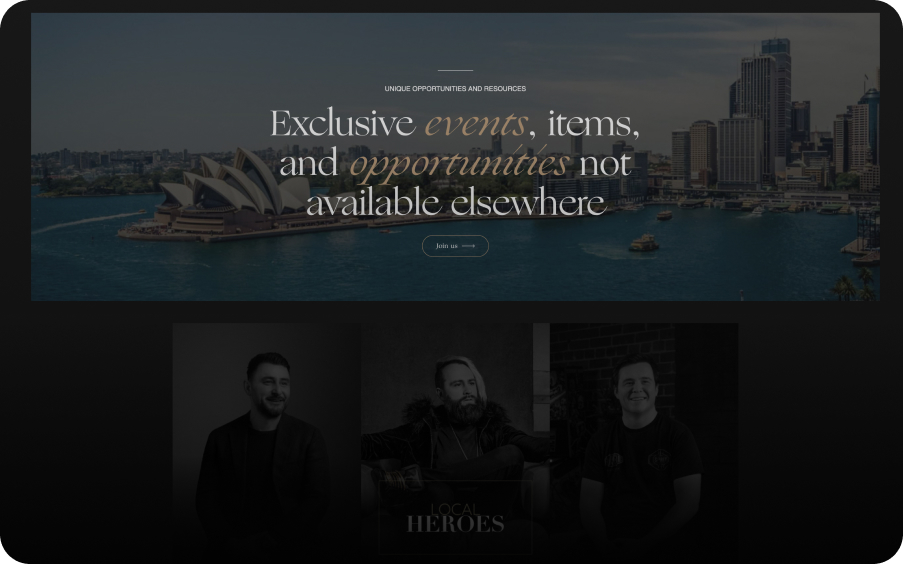 UNIQUE OPPORTUNITIES AND RESOURCES
Exclusive events, items,
and opportunities not
available elsewhere
Join us
LOCAL
HEROES